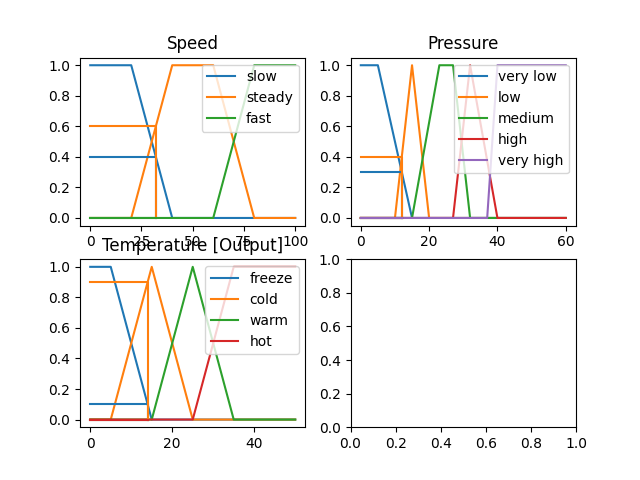 Speed
Pressure
1.0
0.8
0.6
0.4
0.2
0.0
slow
steady
fast
0
25
50
75
100
1.0
0.8
0.6
0.4
0.2
0.0
very low
low
medium
high
very high
0
20
40
60
Temperature [Output]
1.0
0.8
0.6
0.4
0.2
0.0
freeze
cold
warm
hot
0
20
40
1.0
0.8
0.6
0.4
0.2
0.0
0.0
0.2
0.4
0.6
0.8
1.0